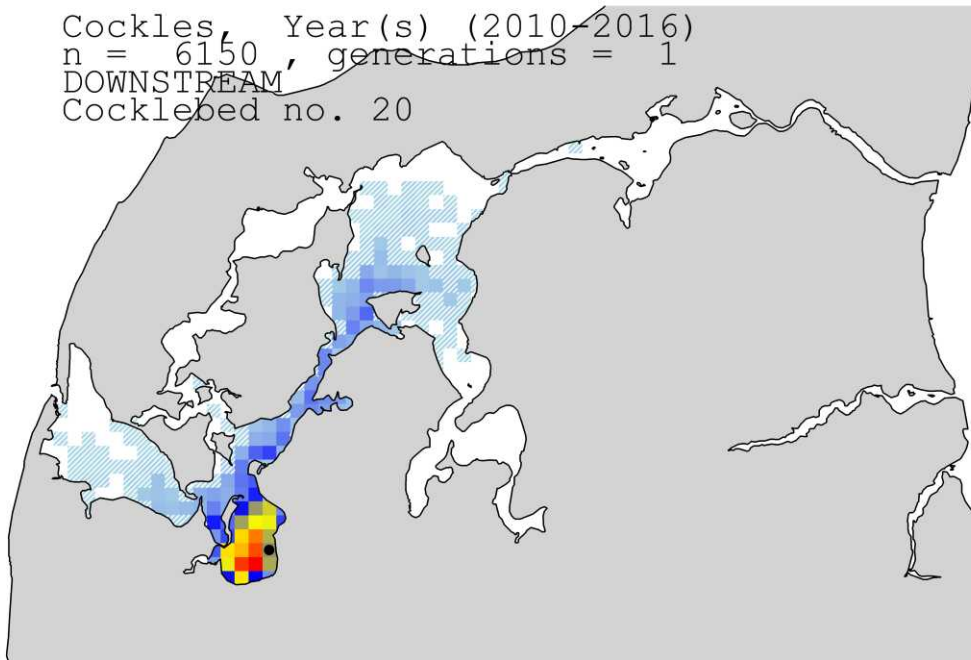 Cockles, Year(s) (2010-2016)
n = 6150 , generations = 1
DOWNSTREAM
Cocklebed no. 20